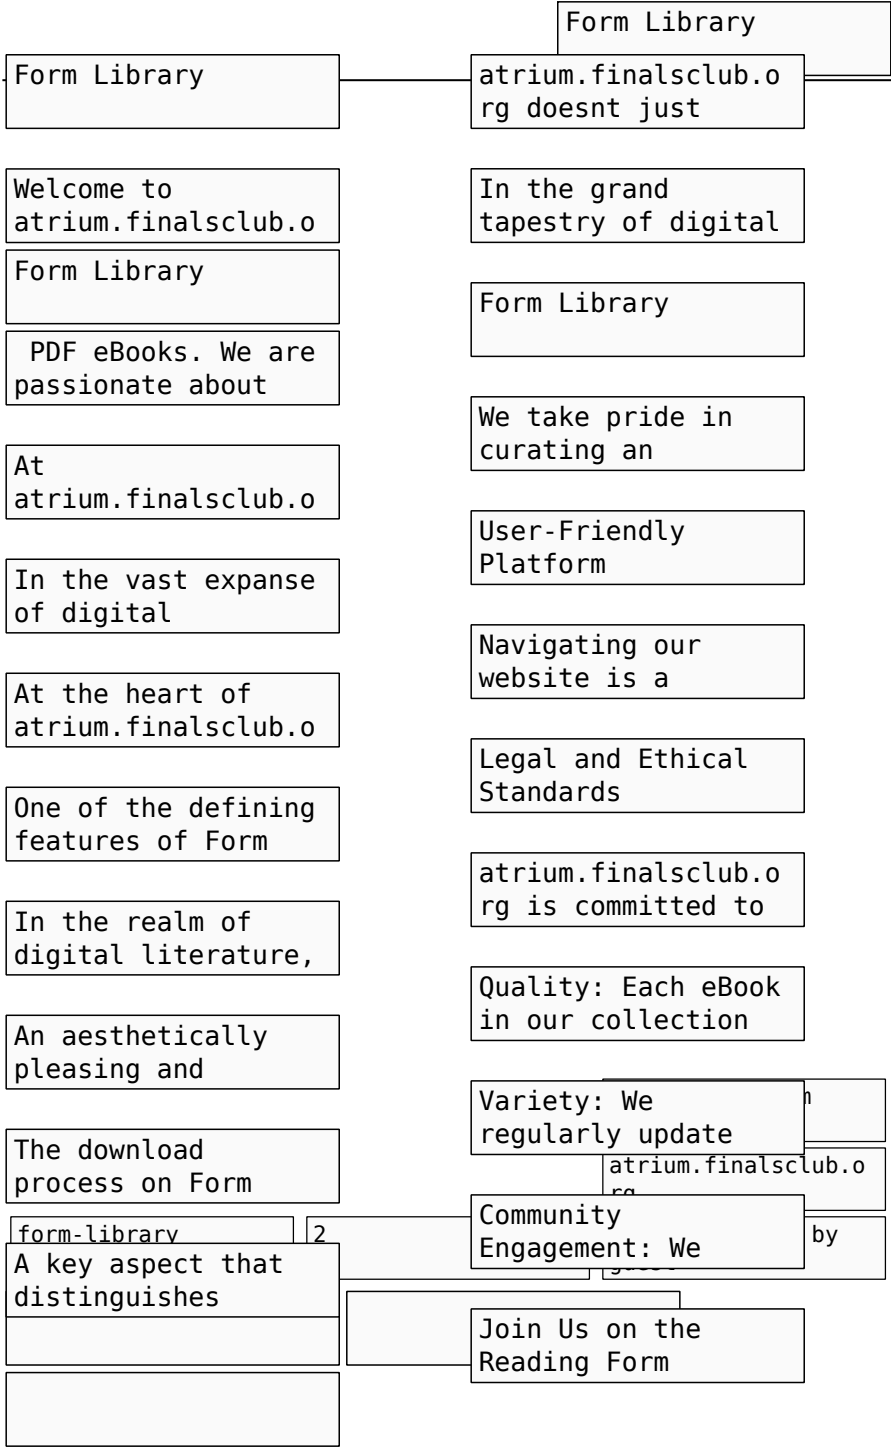 Form Library
Form Library
Welcome to
atrium.finalsclub.o
Form Library
PDF eBooks. We are
passionate about
At
atrium.finalsclub.o
In the vast expanse
of digital
At the heart of
atrium.finalsclub.o
One of the defining
features of Form
In the realm of
digital literature,
An aesthetically
pleasing and
The download
process on Form
A key aspect that
distinguishes
atrium.finalsclub.o
rg doesnt just
In the grand
tapestry of digital
Form Library
We take pride in
curating an
User-Friendly
Platform
Navigating our
website is a
Legal and Ethical
Standards
atrium.finalsclub.o
rg is committed to
Quality: Each eBook
in our collection
Variety: We
regularly update
Community
Engagement: We
Join Us on the
Reading Form
form-library
2
atrium.finalsclub.o
by